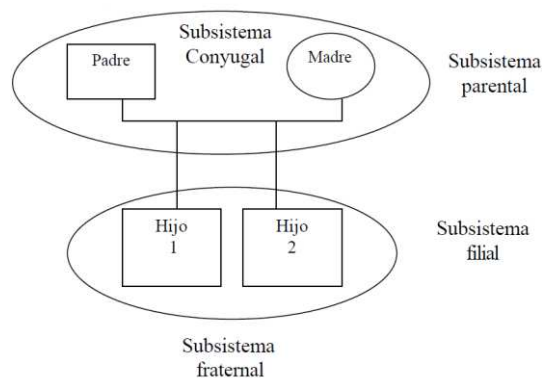 Subsistema
Conyugal
Padre
Madre
Subsistema
parental
Hijo
1
Hijo
2
Subsistema
filial
Subsistema
fraternal